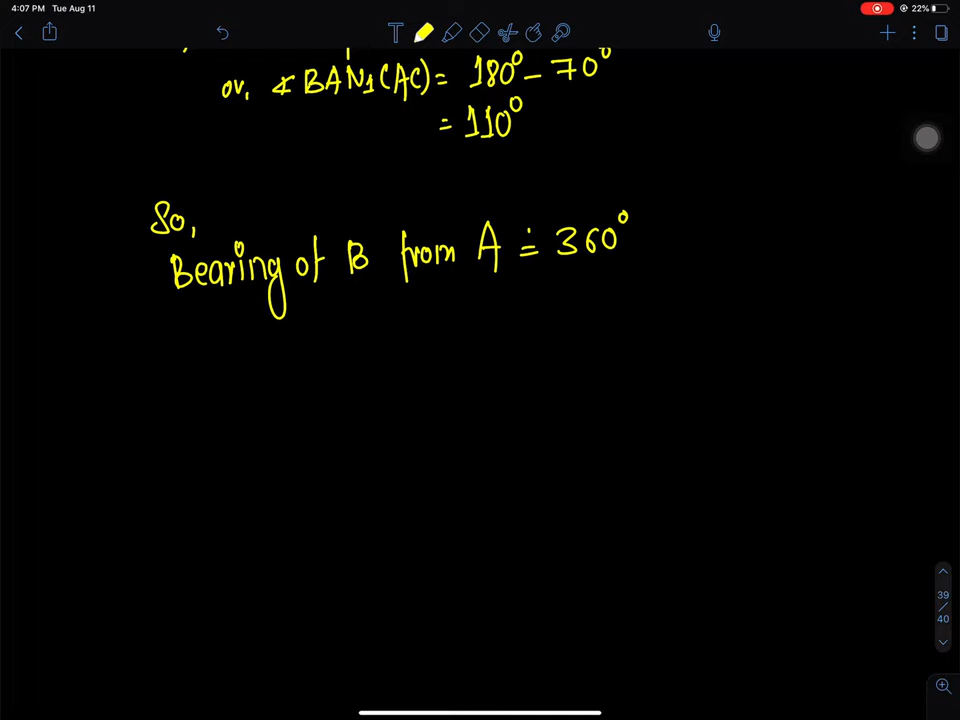 4:07 PM Tue Aug 11
22%
or, ∢ BAN₁(AC) = 180° - 70°
= 110°
So,
Bearing of B from A = 360°
39
40